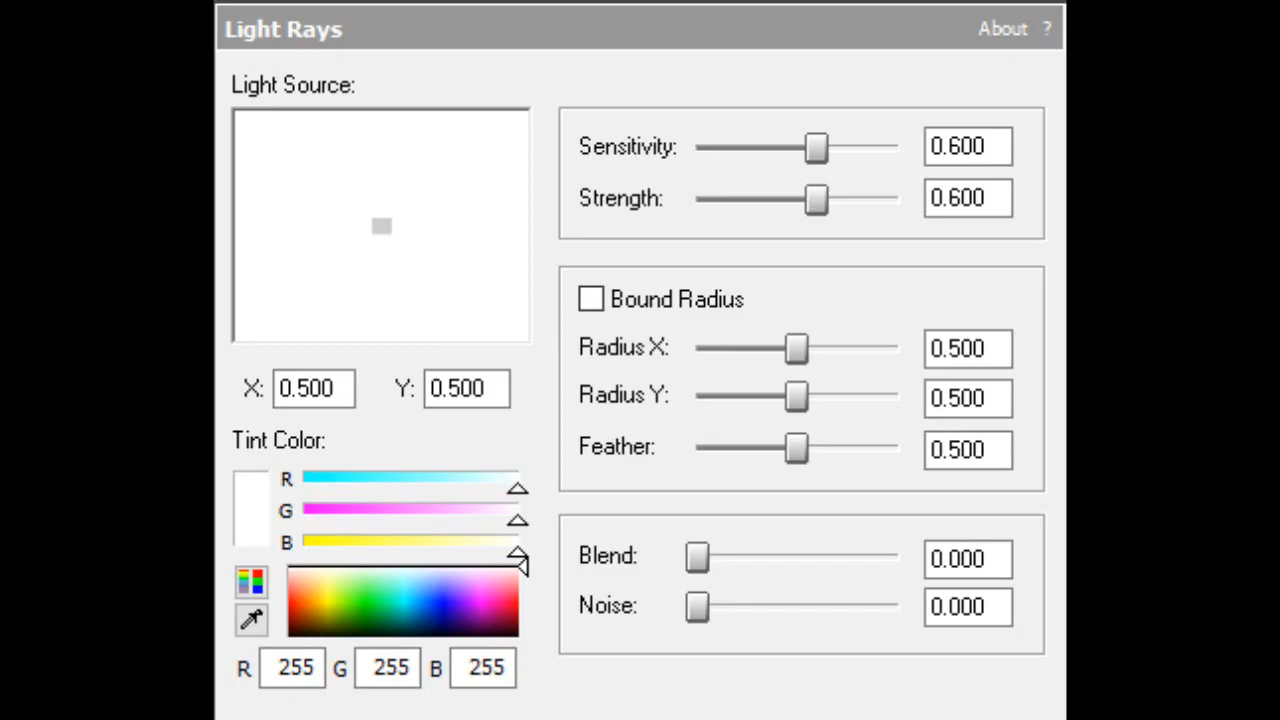 Light Rays About ?
Light Source:
Sensitivity: 0.600
Strength: 0.600
Bound Radius
Radius X: 0.500
Radius Y: 0.500
Feather: 0.500
X: 0.500 Y: 0.500
Tint Color:
R
G
B
Blend: 0.000
Noise: 0.000
R 255 G 255 B 255